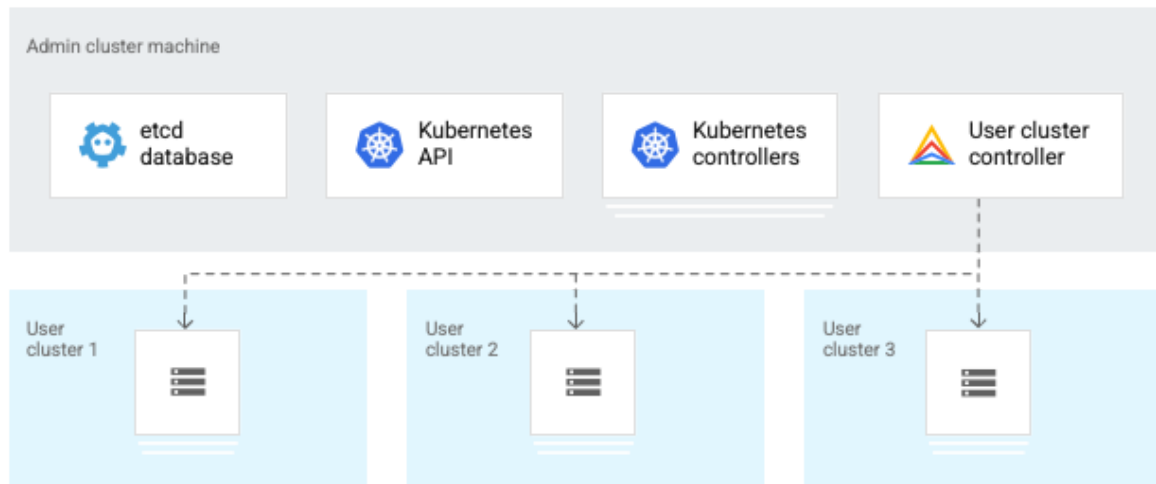 Admin cluster machine
etcd
database
Kubernetes
API
Kubernetes
controllers
User cluster
controller
User
cluster 1
User
cluster 2
User
cluster 3